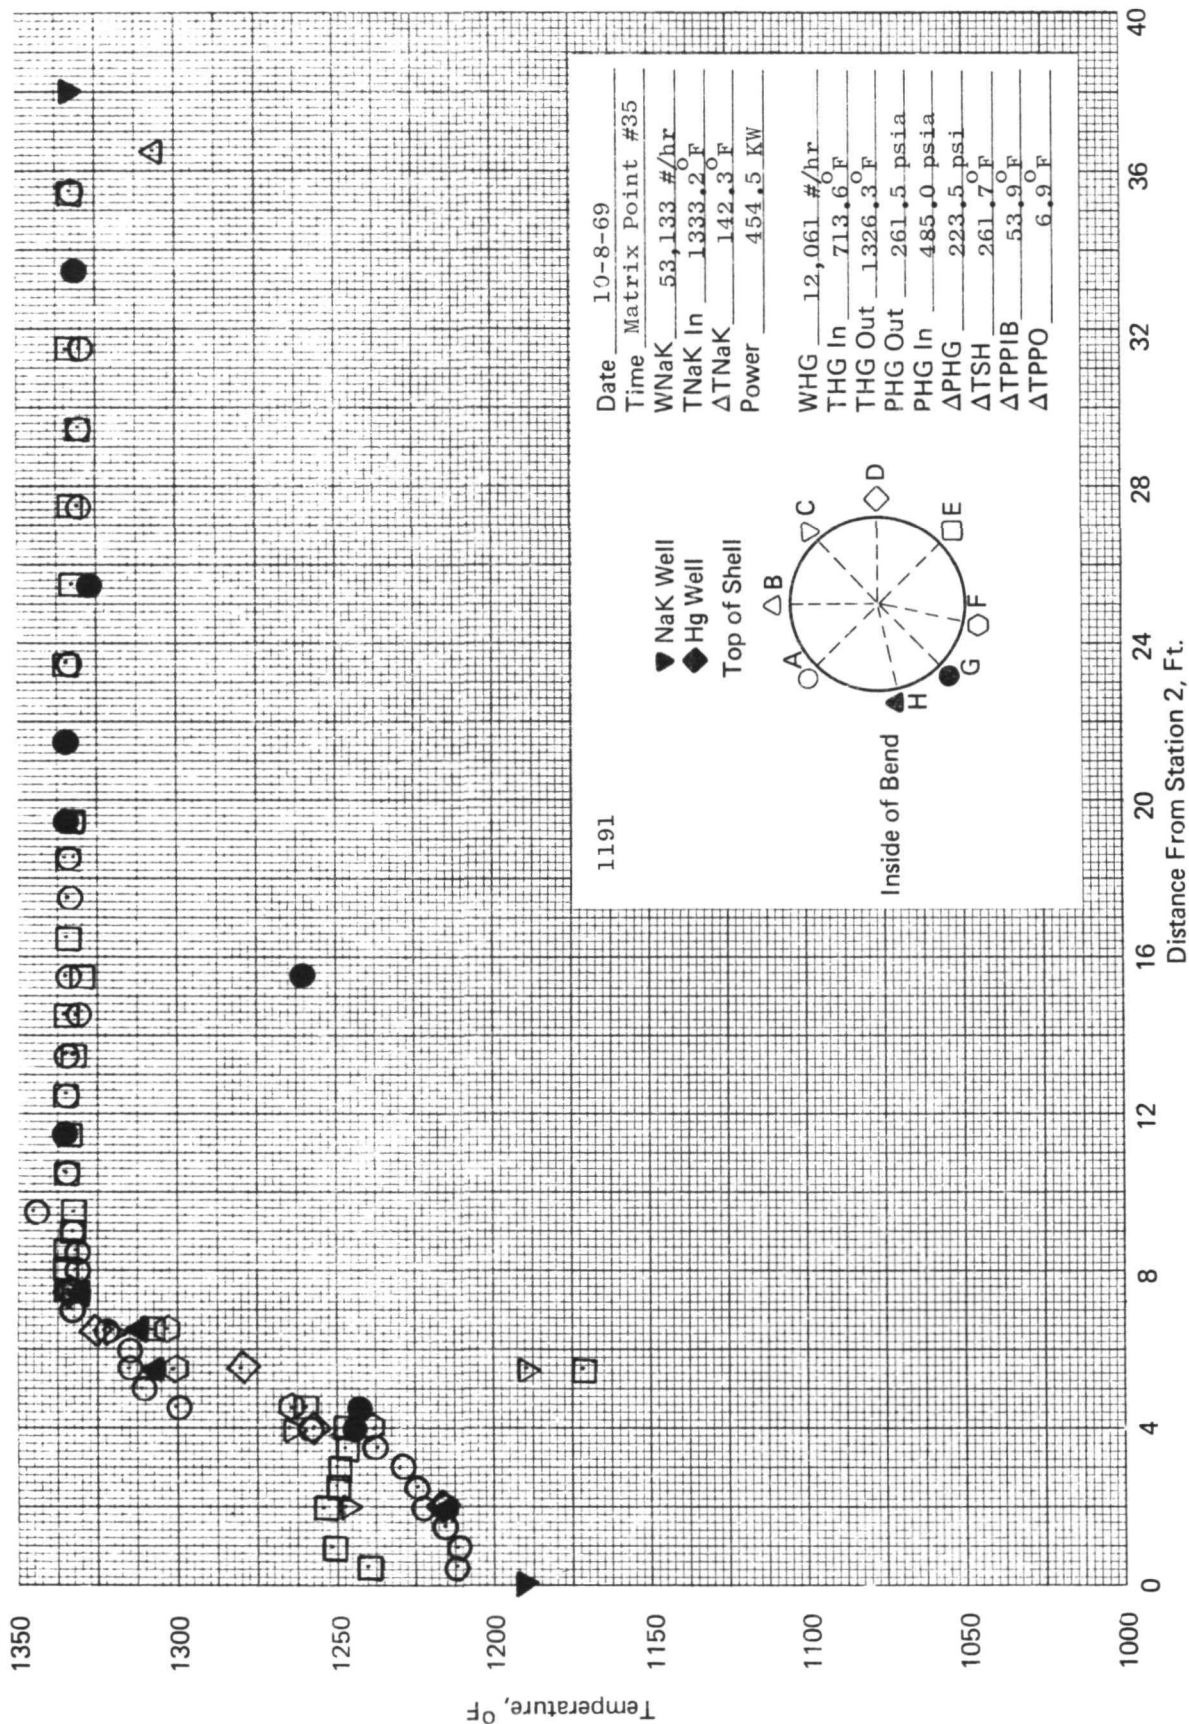 Temperature, °F
1350
1300
1250
1200
1150
1100
1050
1000
0
4
8
12
16
20
24
28
32
36
40
Distance From Station 2, Ft.
1191
NaK Well
Hg Well
Top of Shell
Inside of Bend
A
B
C
D
E
F
G
H
Date 10-8-69
Time Matrix Point #35
WNaK 53,133 #/hr
TNaK In 1333.2°F
ΔTNaK 142.3°F
Power 454.5 KW
WHG 12,061 #/hr
THG In 713.6°F
THG Out 1326.3°F
PHG Out 261.5 psia
PHG In 485.0 psia
ΔPHG 223.5 psi
ΔTSH 261.7°F
ΔTPPIB 53.9°F
ΔTPPO 6.9°F